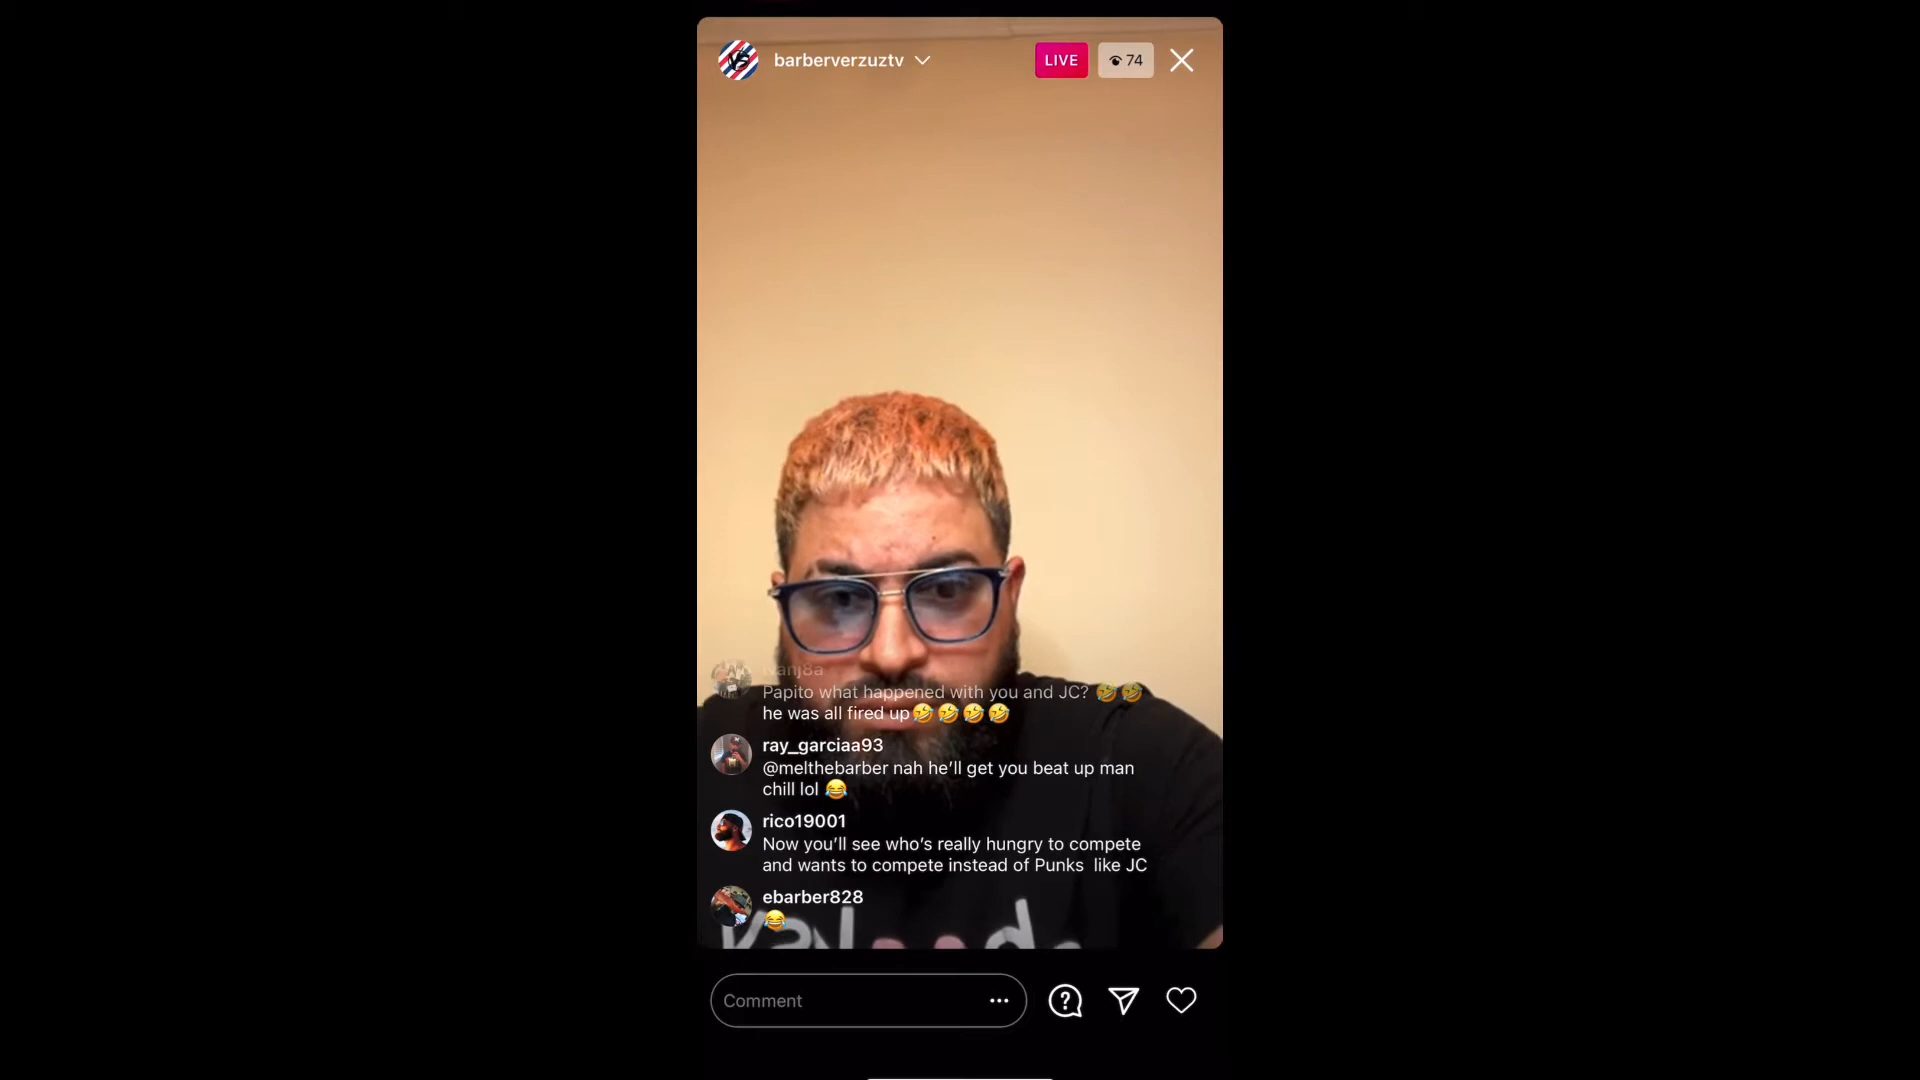 barberverzuztv
LIVE
74
ivanj8a
Papito what happened with you and JC? 🤣🤣
he was all fired up🤣🤣🤣🤣
ray_garciaa93
@melthebarber nah he’ll get you beat up man
chill lol 😂
rico19001
Now you’ll see who’s really hungry to compete
and wants to compete instead of Punks  like JC
ebarber828
😂
Comment